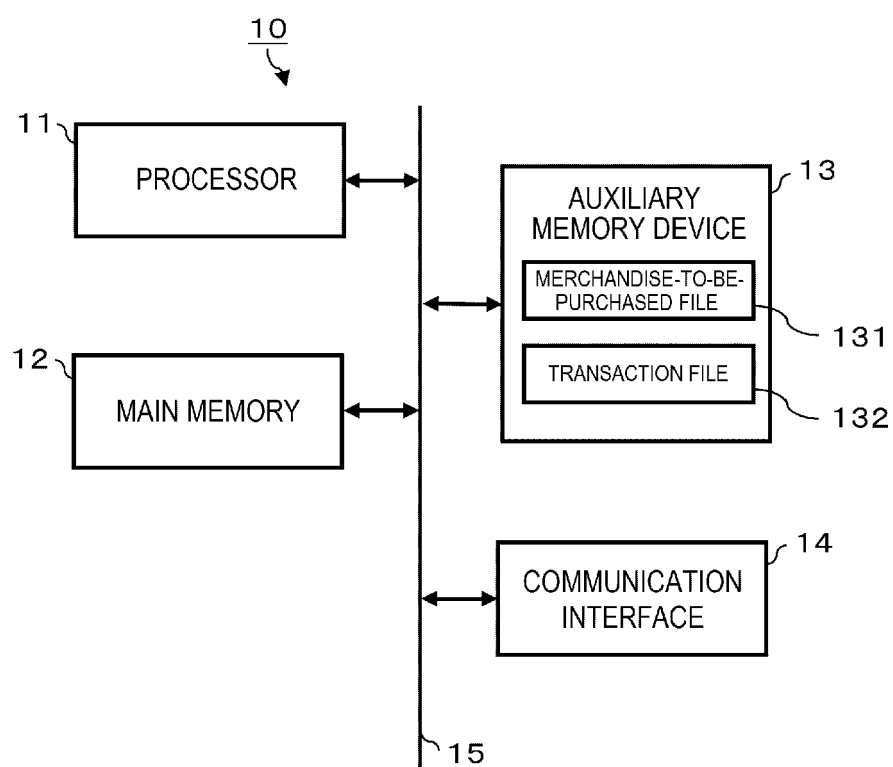 10
11
PROCESSOR
12
MAIN MEMORY
13
AUXILIARY
MEMORY DEVICE
MERCHANDISE-TO-BE-
PURCHASED FILE
131
TRANSACTION FILE
132
14
COMMUNICATION
INTERFACE
15